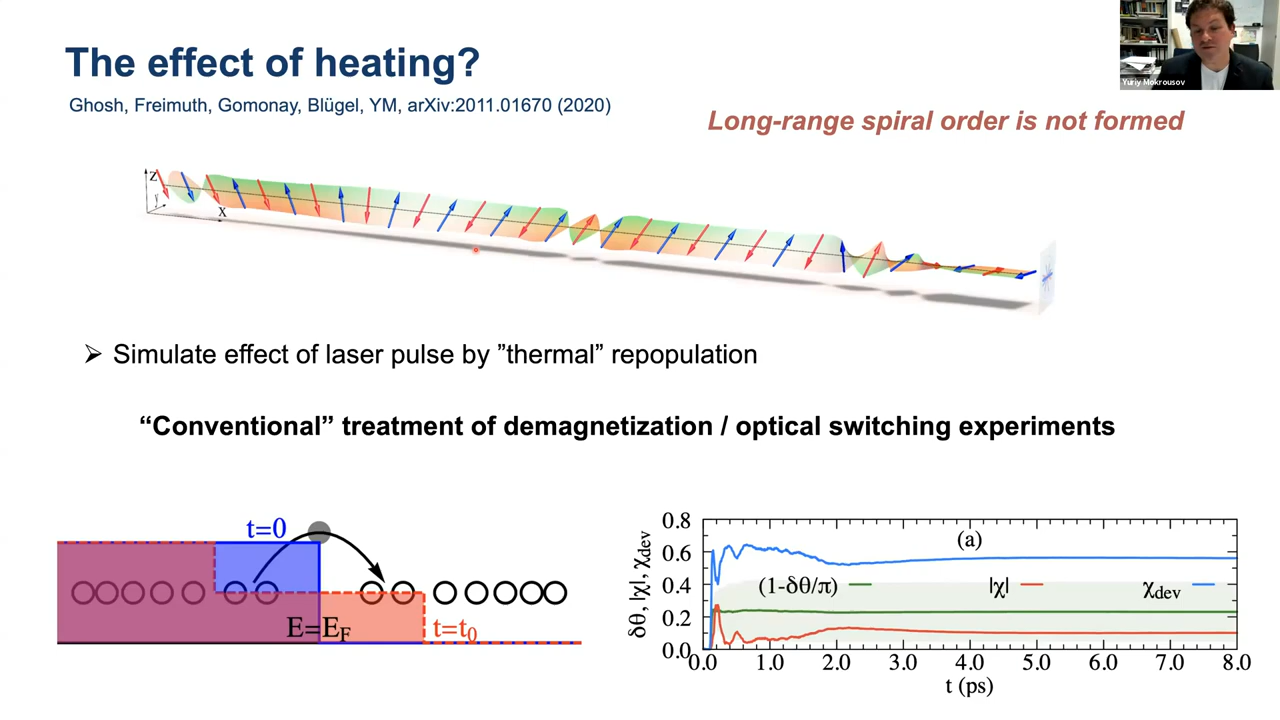 The effect of heating?
Ghosh, Freimuth, Gomonay, Blügel, YM, arXiv:2011.01670 (2020)
Yuriy Mokrousov
Long-range spiral order is not formed
Z
y
X
➢ Simulate effect of laser pulse by ”thermal” repopulation
“Conventional” treatment of demagnetization / optical switching experiments
t=0
E=E_F
t=t₀
δθ, |χ|, χ_dev
0.8
0.6
0.4
0.2
0.0
(a)
(1-δθ/π)
|χ|
χ_dev
0.0 1.0 2.0 3.0 4.0 5.0 6.0 7.0 8.0
t (ps)